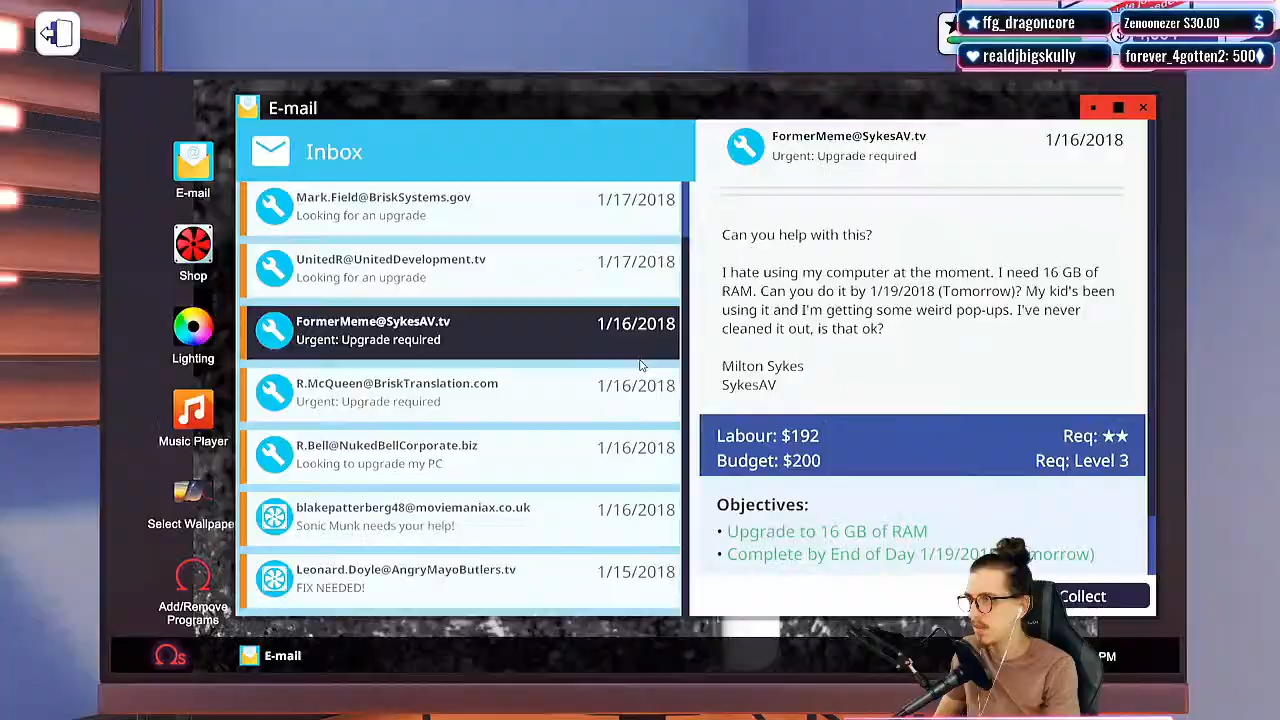 ffg_dragoncore
Zenoonezer $30.00
realdjbigskully
forever_4gotten2: 500
E-mail
Inbox
E-mail
Shop
Lighting
Music Player
Select Wallpape
Add/Remove
Programs
Mark.Field@BriskSystems.gov
1/17/2018
Looking for an upgrade
UnitedR@UnitedDevelopment.tv
1/17/2018
Looking for an upgrade
FormerMeme@SykesAV.tv
1/16/2018
Urgent: Upgrade required
R.McQueen@BriskTranslation.com
1/16/2018
Urgent: Upgrade required
R.Bell@NukedBellCorporate.biz
1/16/2018
Looking to upgrade my PC
blakepatterberg48@moviemaniax.co.uk
1/16/2018
Sonic Munk needs your help!
Leonard.Doyle@AngryMayoButlers.tv
1/15/2018
FIX NEEDED!
FormerMeme@SykesAV.tv
1/16/2018
Urgent: Upgrade required
Can you help with this?
I hate using my computer at the moment. I need 16 GB of
RAM. Can you do it by 1/19/2018 (Tomorrow)? My kid's been
using it and I'm getting some weird pop-ups. I've never
cleaned it out, is that ok?
Milton Sykes
SykesAV
Labour: $192
Req: ★★
Budget: $200
Req: Level 3
Objectives:
• Upgrade to 16 GB of RAM
• Complete by End of Day 1/19/201 morrow)
Collect
Ωs
E-mail
PM